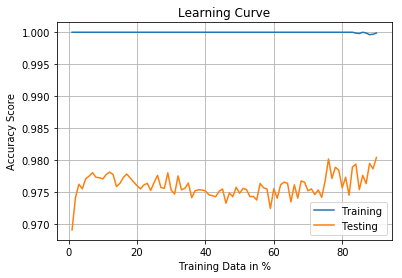 Learning Curve
Accuracy Score
1.000
0.995
0.990
0.985
0.980
0.975
0.970
0
20
40
60
80
Training Data in %
Training
Testing